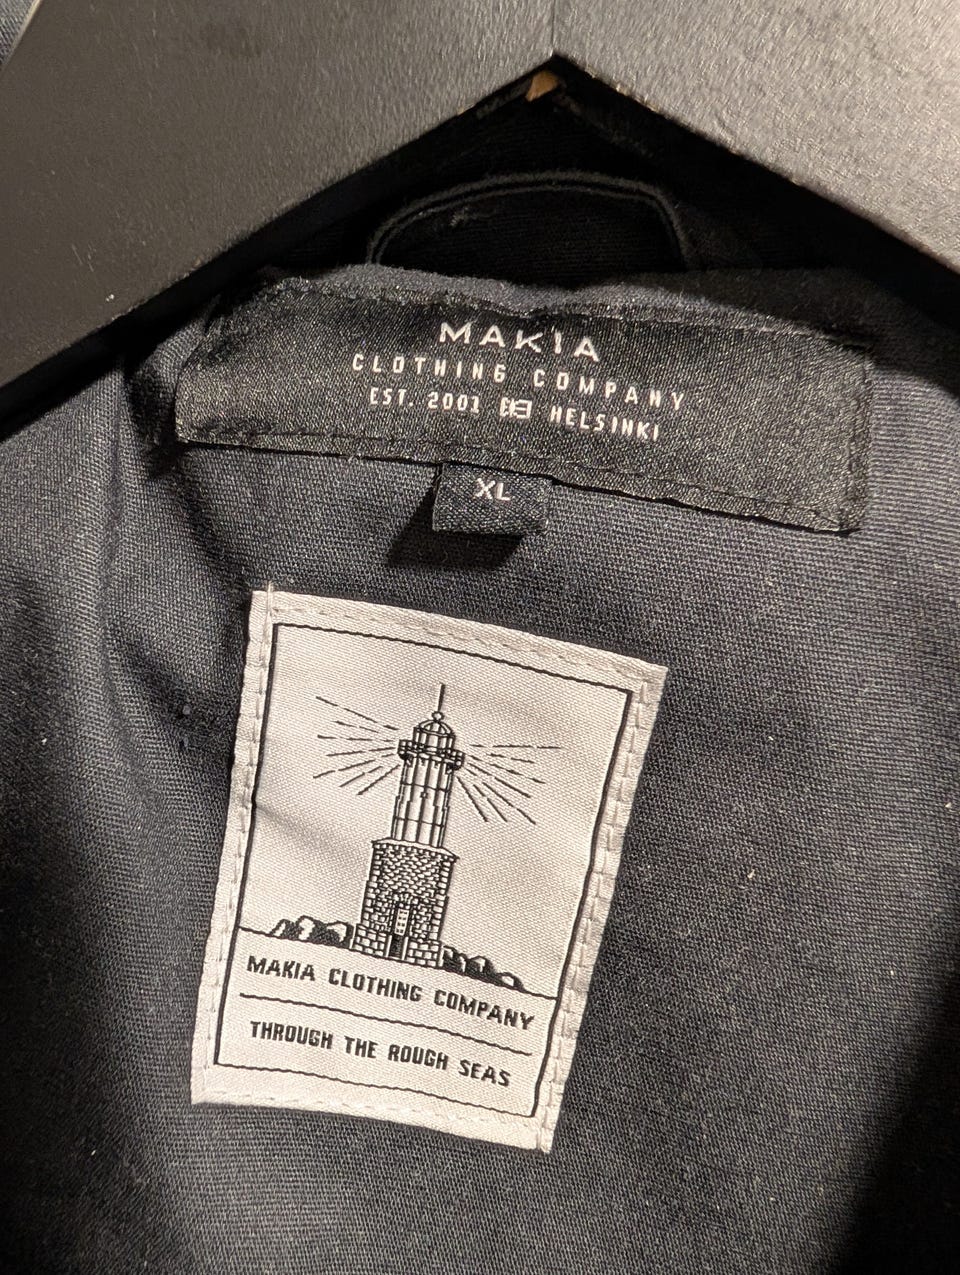 MAKIA
CLOTHING COMPANY
EST. 2001 HELSINKI
XL
MAKIA CLOTHING COMPANY
THROUGH THE ROUGH SEAS